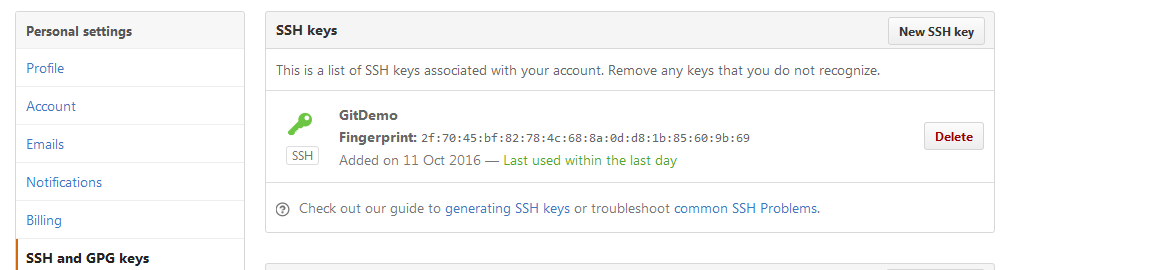 Personal settings
Profile
Account
Emails
Notifications
Billing
SSH and GPG keys
SSH keys
New SSH key
This is a list of SSH keys associated with your account. Remove any keys that you do not recognize.
GitDemo
Fingerprint: 2f:70:45:bf:82:78:4c:68:8a:0d:d8:1b:85:60:9b:69
SSH
Added on 11 Oct 2016 — Last used within the last day
Delete
Check out our guide to generating SSH keys or troubleshoot common SSH Problems.